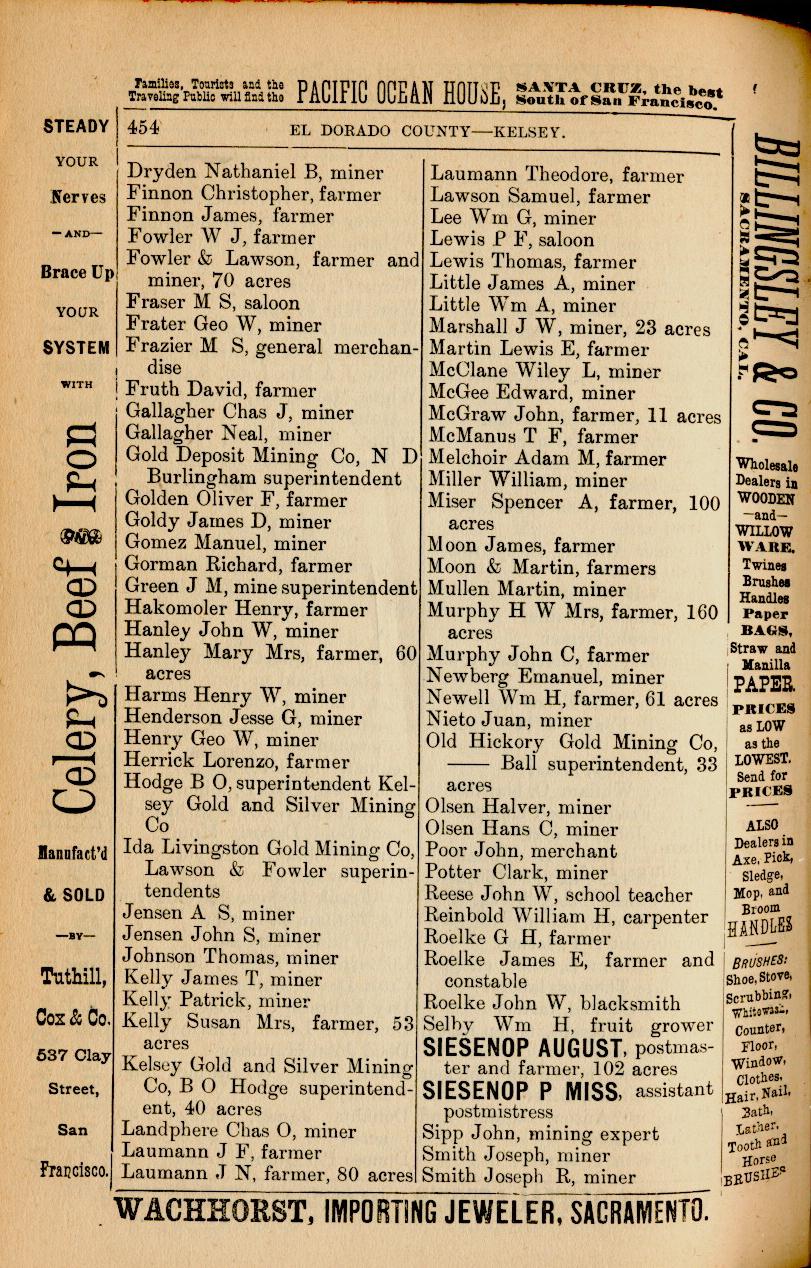 Families, Tourists and the
Traveling Public will find the
PACIFIC OCEAN HOUSE,
SANTA CRUZ, the best
South of San Francisco.
454
EL DORADO COUNTY—KELSEY.
STEADY
YOUR
Nerves
—AND—
Brace Up
YOUR
SYSTEM
WITH
Celery, Beef Iron
Manufact'd
& SOLD
—BY—
Tuthill,
Cox & Co.
537 Clay
Street,
San
Francisco.
Dryden Nathaniel B, miner
Finnon Christopher, farmer
Finnon James, farmer
Fowler W J, farmer
Fowler & Lawson, farmer and
miner, 70 acres
Fraser M S, saloon
Frater Geo W, miner
Frazier M S, general merchan-
dise
Fruth David, farmer
Gallagher Chas J, miner
Gallagher Neal, miner
Gold Deposit Mining Co, N D
Burlingham superintendent
Golden Oliver F, farmer
Goldy James D, miner
Gomez Manuel, miner
Gorman Richard, farmer
Green J M, mine superintendent
Hakomoler Henry, farmer
Hanley John W, miner
Hanley Mary Mrs, farmer, 60
acres
Harms Henry W, miner
Henderson Jesse G, miner
Henry Geo W, miner
Herrick Lorenzo, farmer
Hodge B O, superintendent Kel-
sey Gold and Silver Mining
Co
Ida Livingston Gold Mining Co,
Lawson & Fowler superin-
tendents
Jensen A S, miner
Jensen John S, miner
Johnson Thomas, miner
Kelly James T, miner
Kelly Patrick, miner
Kelly Susan Mrs, farmer, 53
acres
Kelsey Gold and Silver Mining
Co, B O Hodge superintend-
ent, 40 acres
Landphere Chas O, miner
Laumann J F, farmer
Laumann J N, farmer, 80 acres
Laumann Theodore, farmer
Lawson Samuel, farmer
Lee Wm G, miner
Lewis P F, saloon
Lewis Thomas, farmer
Little James A, miner
Little Wm A, miner
Marshall J W, miner, 23 acres
Martin Lewis E, farmer
McClane Wiley L, miner
McGee Edward, miner
McGraw John, farmer, 11 acres
McManus T F, farmer
Melchoir Adam M, farmer
Miller William, miner
Miser Spencer A, farmer, 100
acres
Moon James, farmer
Moon & Martin, farmers
Mullen Martin, miner
Murphy H W Mrs, farmer, 160
acres
Murphy John C, farmer
Newberg Emanuel, miner
Newell Wm H, farmer, 61 acres
Nieto Juan, miner
Old Hickory Gold Mining Co,
—— Ball superintendent, 33
acres
Olsen Halver, miner
Olsen Hans C, miner
Poor John, merchant
Potter Clark, miner
Reese John W, school teacher
Reinbold William H, carpenter
Roelke G H, farmer
Roelke James E, farmer and
constable
Roelke John W, blacksmith
Selby Wm H, fruit grower
SIESENOP AUGUST, postmas-
ter and farmer, 102 acres
SIESENOP P MISS, assistant
postmistress
Sipp John, mining expert
Smith Joseph, miner
Smith Joseph R, miner
BILLINGSLEY & CO.
SACRAMENTO, CAL.
Wholesale
Dealers in
WOODEN
—and—
WILLOW
WARE.
Twines
Brushes
Handles
Paper
BAGS,
Straw and
Manilla
PAPER.
PRICES
as LOW
as the
LOWEST.
Send for
PRICES
ALSO
Dealers in
Axe, Pick,
Sledge,
Mop, and
Broom
HANDLES
BRUSHES:
Shoe, Stove,
Scrubbing,
Whitewash,
Counter,
Floor,
Window,
Clothes,
Hair, Nail,
Bath,
Lather,
Tooth and
Horse
BRUSHES
WACHHORST, IMPORTING JEWELER, SACRAMENTO.